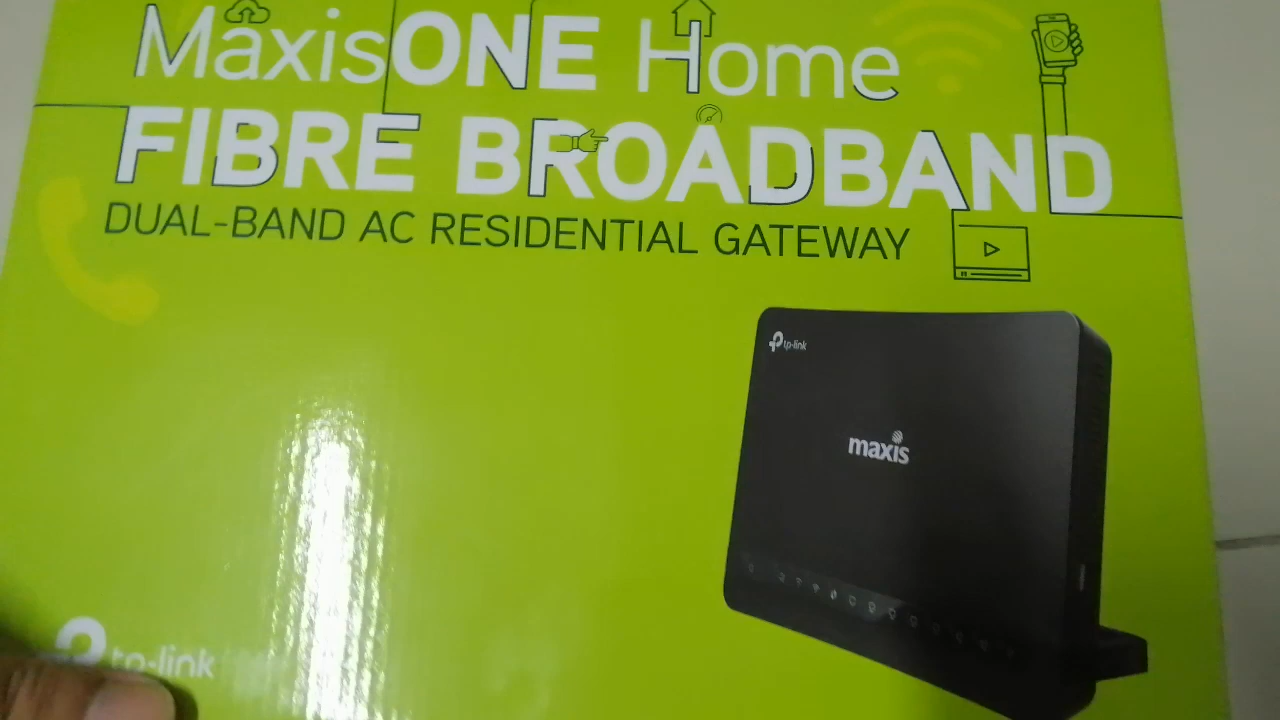 MaxisONE Home
FIBRE BROADBAND
DUAL-BAND AC RESIDENTIAL GATEWAY
tp-link
maxis
tp-link